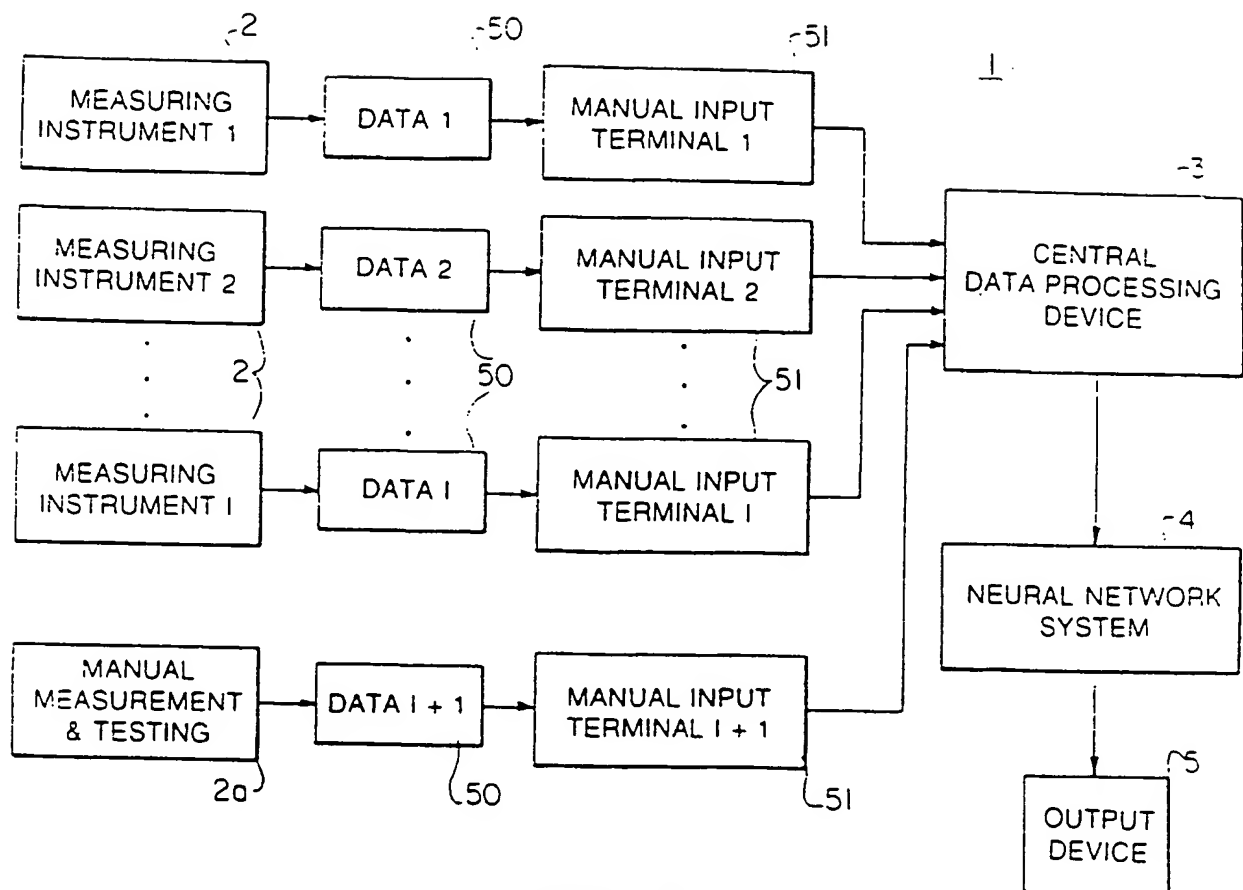 2
50
51
1
MEASURING
INSTRUMENT 1
DATA 1
MANUAL INPUT
TERMINAL 1
3
CENTRAL
DATA PROCESSING
DEVICE
MEASURING
INSTRUMENT 2
DATA 2
MANUAL INPUT
TERMINAL 2
2
50
51
MEASURING
INSTRUMENT I
DATA I
MANUAL INPUT
TERMINAL I
4
NEURAL NETWORK
SYSTEM
MANUAL
MEASUREMENT
& TESTING
DATA I + 1
MANUAL INPUT
TERMINAL I + 1
2a
50
51
5
OUTPUT
DEVICE